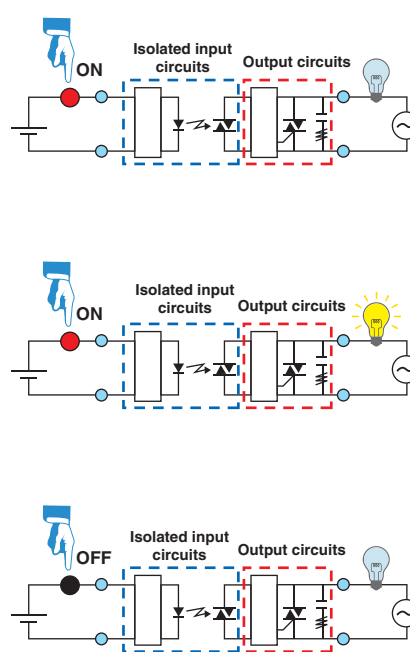 Isolated input
circuits
Output circuits
ON
Isolated input
circuits
Output circuits
ON
Isolated input
circuits
Output circuits
OFF